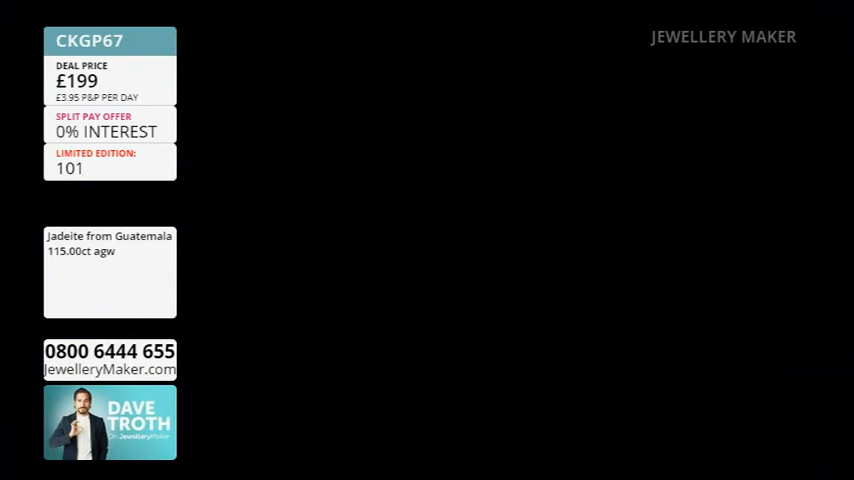 CKGP67
JEWELLERY MAKER
DEAL PRICE
£199
£3.95 P&P PER DAY
SPLIT PAY OFFER
0% INTEREST
LIMITED EDITION:
101
Jadeite from Guatemala
115.00ct agw
0800 6444 655
JewelleryMaker.com
DAVE
TROTH
On JewelleryMaker